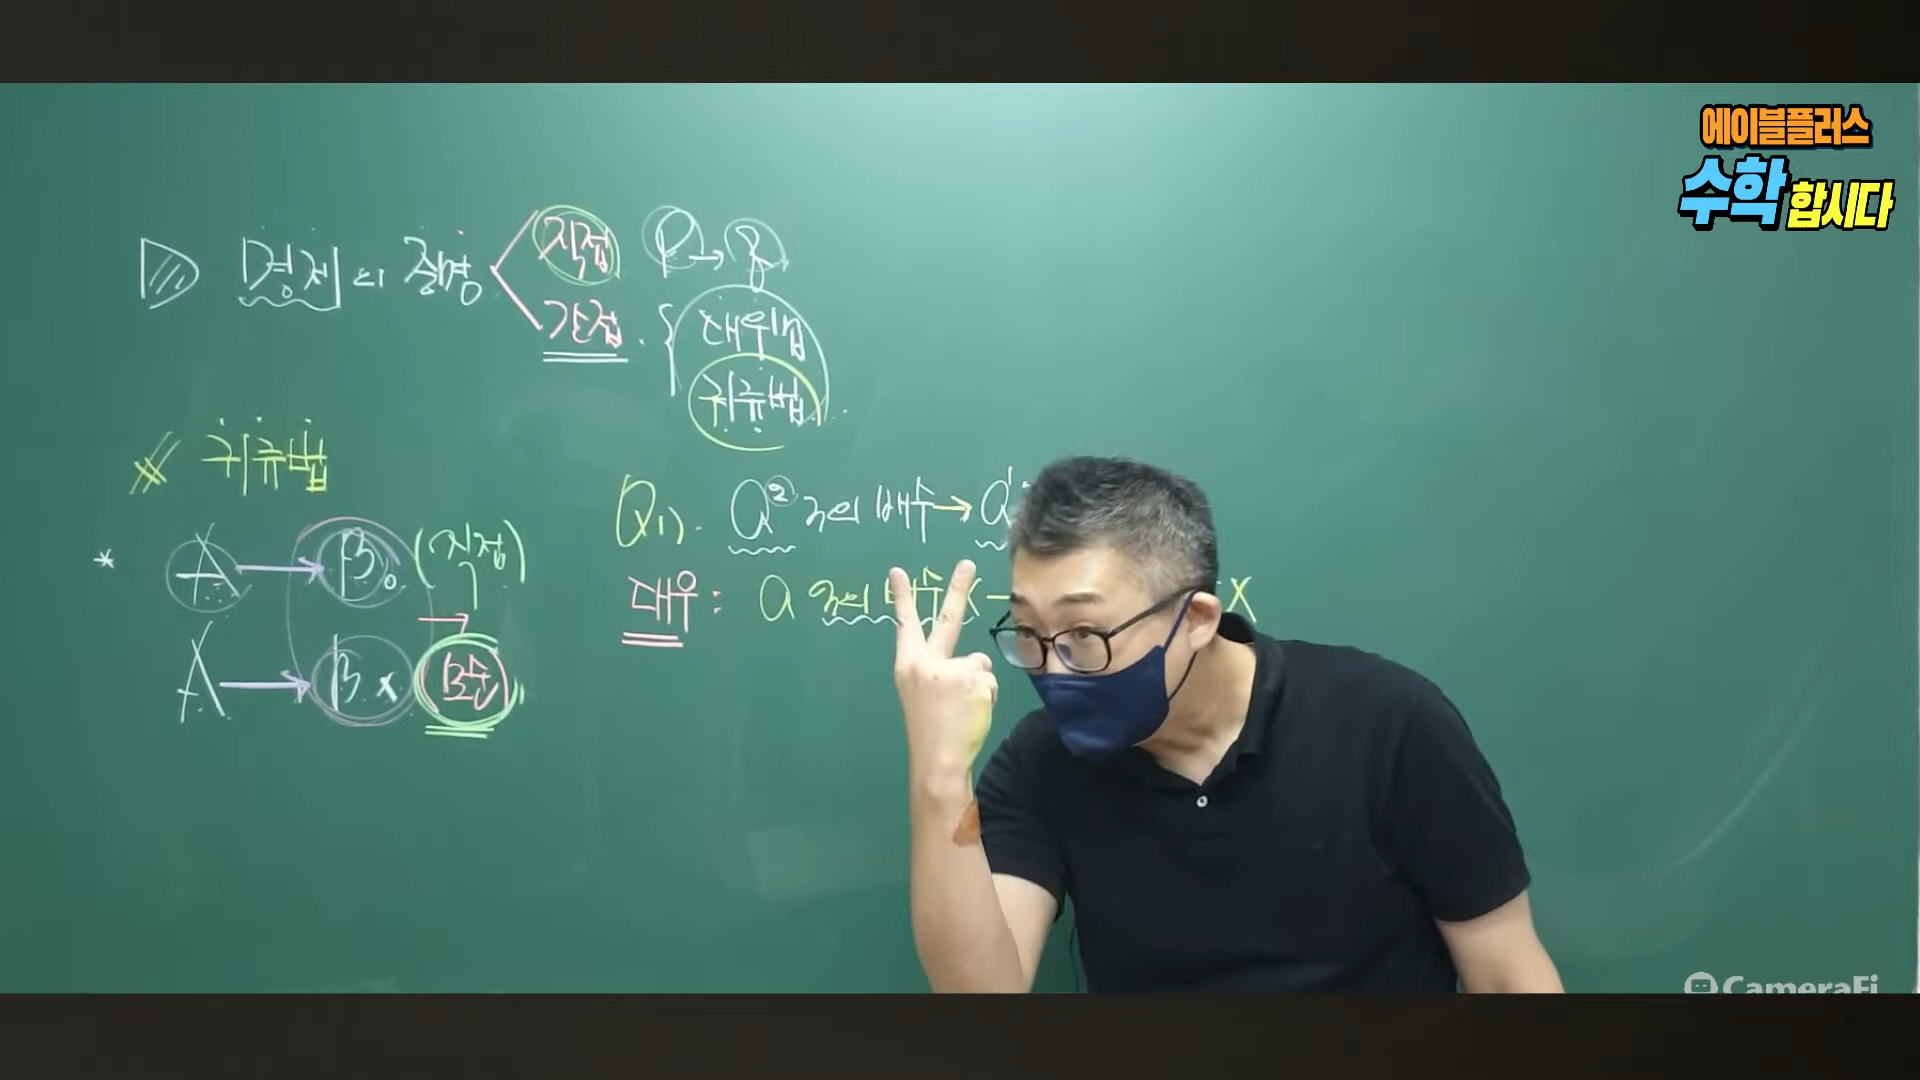 에이블플러스
수학 합시다
명제의 증명
직접 P → q
간접. { 대우법
귀류법
귀류법
* A → B。 (직접)
A → B x 모순
Q1). a² 3의 배수 → a
대우 : a 3의 배수 x
x
CameraFi